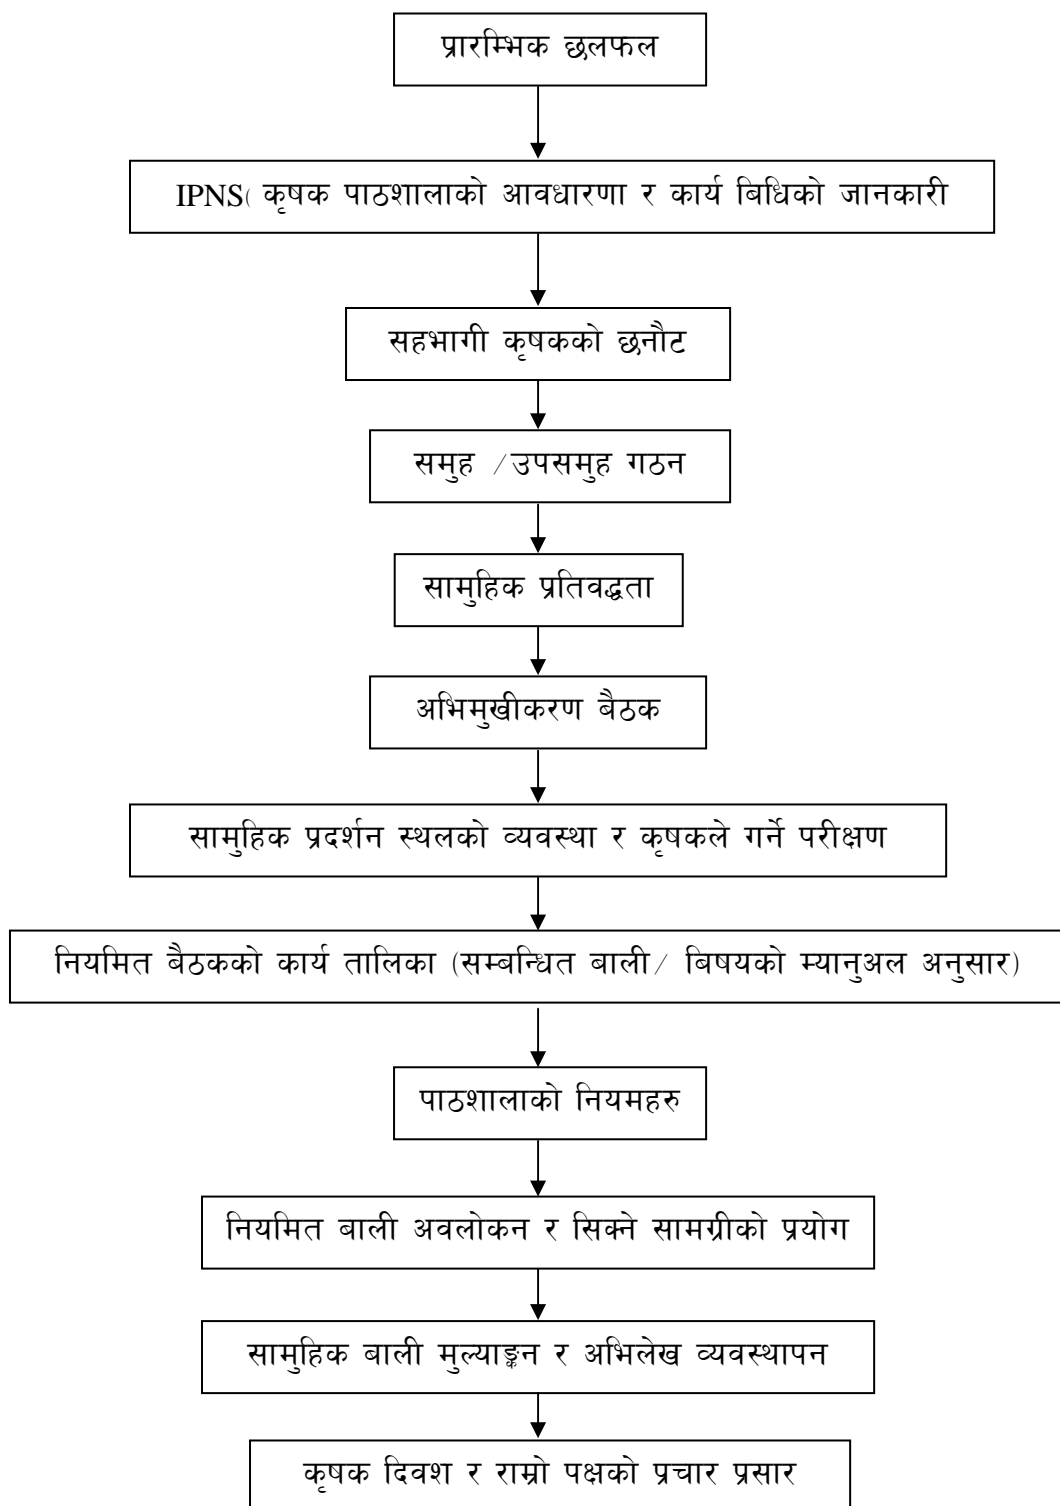 प्रारम्भिक छलफल
IPNS( कृषक पाठशालाको आवधारणा र कार्य बिधिको जानकारी
सहभागी कृषकको छनौट
समुह /उपसमुह गठन
सामुहिक प्रतिवद्धता
अभिमुखीकरण बैठक
सामुहिक प्रदर्शन स्थलको व्यवस्था र कृषकले गर्ने परीक्षण
नियमित बैठकको कार्य तालिका (सम्बन्धित बाली/ बिषयको म्यानुअल अनुसार)
पाठशालाको नियमहरु
नियमित बाली अवलोकन र सिक्ने सामग्रीको प्रयोग
सामुहिक बाली मुल्याङ्कन र अभिलेख व्यवस्थापन
कृषक दिवश र राम्रो पक्षको प्रचार प्रसार